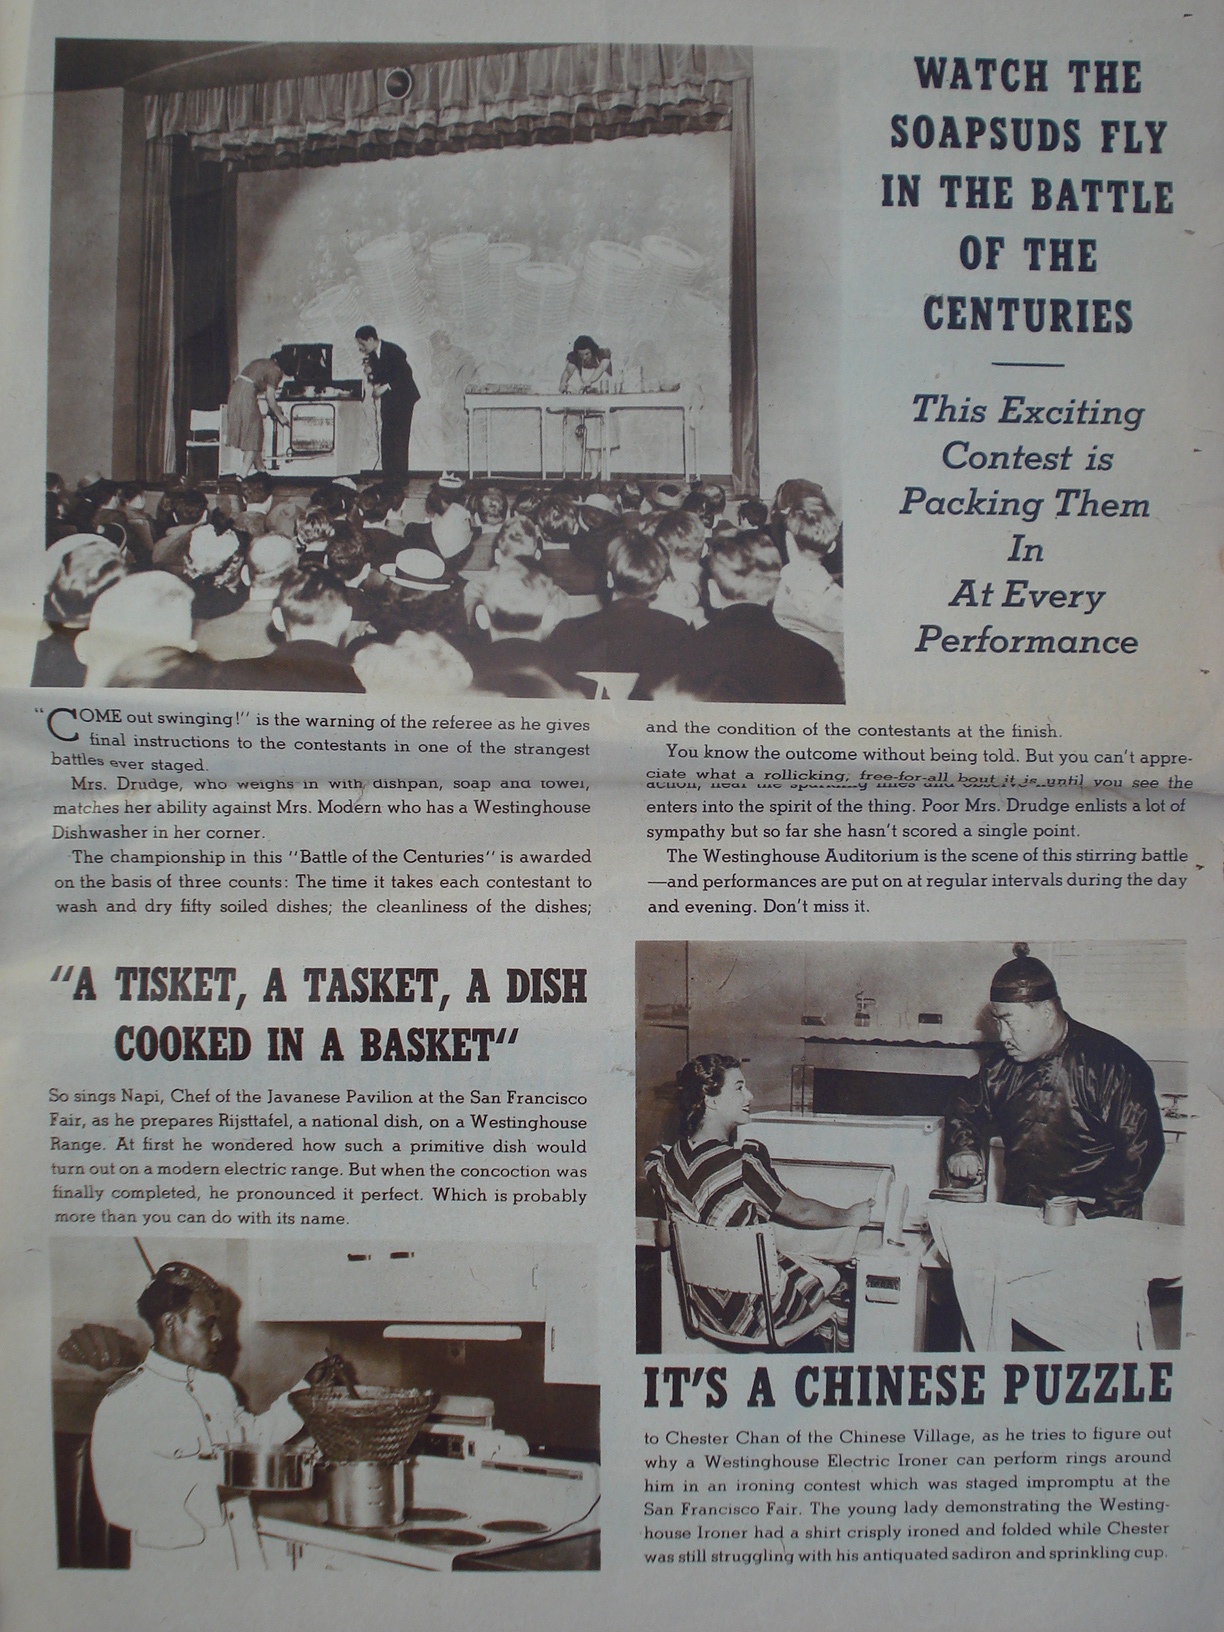 WATCH THE
SOAPSUDS FLY
IN THE BATTLE
OF THE
CENTURIES
This Exciting
Contest is
Packing Them
In
At Every
Performance
"COME out swinging!" is the warning of the referee as he gives
final instructions to the contestants in one of the strangest
battles ever staged.
Mrs. Drudge, who weighs in with dishpan, soap and towel,
matches her ability against Mrs. Modern who has a Westinghouse
Dishwasher in her corner.
The championship in this "Battle of the Centuries" is awarded
on the basis of three counts: The time it takes each contestant to
wash and dry fifty soiled dishes; the cleanliness of the dishes;
and the condition of the contestants at the finish.
You know the outcome without being told. But you can't appre-
ciate what a rollicking, free-for-all bout it is until you see the
action, hear the sparkling lines and observe
enters into the spirit of the thing. Poor Mrs. Drudge enlists a lot of
sympathy but so far she hasn't scored a single point.
The Westinghouse Auditorium is the scene of this stirring battle
—and performances are put on at regular intervals during the day
and evening. Don't miss it.
"A TISKET, A TASKET, A DISH
COOKED IN A BASKET"
So sings Napi, Chef of the Javanese Pavilion at the San Francisco
Fair, as he prepares Rijsttafel, a national dish, on a Westinghouse
Range. At first he wondered how such a primitive dish would
turn out on a modern electric range. But when the concoction was
finally completed, he pronounced it perfect. Which is probably
more than you can do with its name.
IT'S A CHINESE PUZZLE
to Chester Chan of the Chinese Village, as he tries to figure out
why a Westinghouse Electric Ironer can perform rings around
him in an ironing contest which was staged impromptu at the
San Francisco Fair. The young lady demonstrating the Westing-
house Ironer had a shirt crisply ironed and folded while Chester
was still struggling with his antiquated sadiron and sprinkling cup.